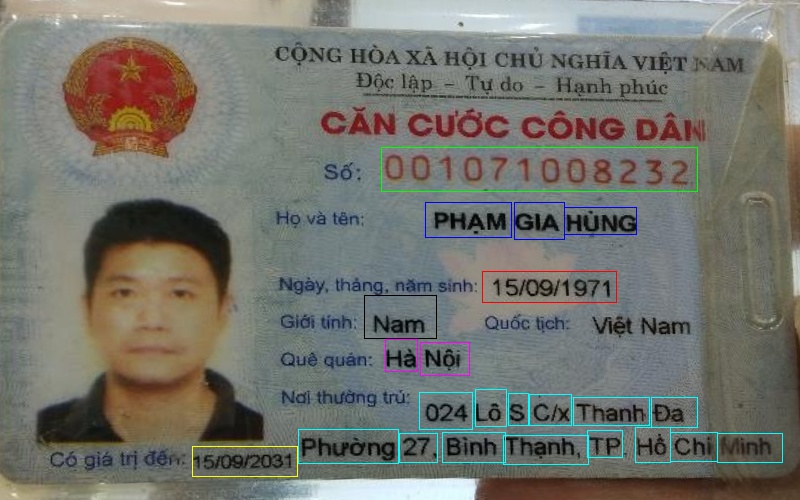 CỘNG HÒA XÃ HỘI CHỦ NGHĨA VIỆT NAM
Độc lập - Tự do - Hạnh phúc
CĂN CƯỚC CÔNG DÂN
Số: 001071008232
Họ và tên: PHẠM GIA HÙNG
Ngày, tháng, năm sinh: 15/09/1971
Giới tính: Nam Quốc tịch: Việt Nam
Quê quán: Hà Nội
Nơi thường trú: 024 Lô S C/x Thanh Đa
Phường 27, Bình Thạnh, TP. Hồ Chí Minh
Có giá trị đến: 15/09/2031